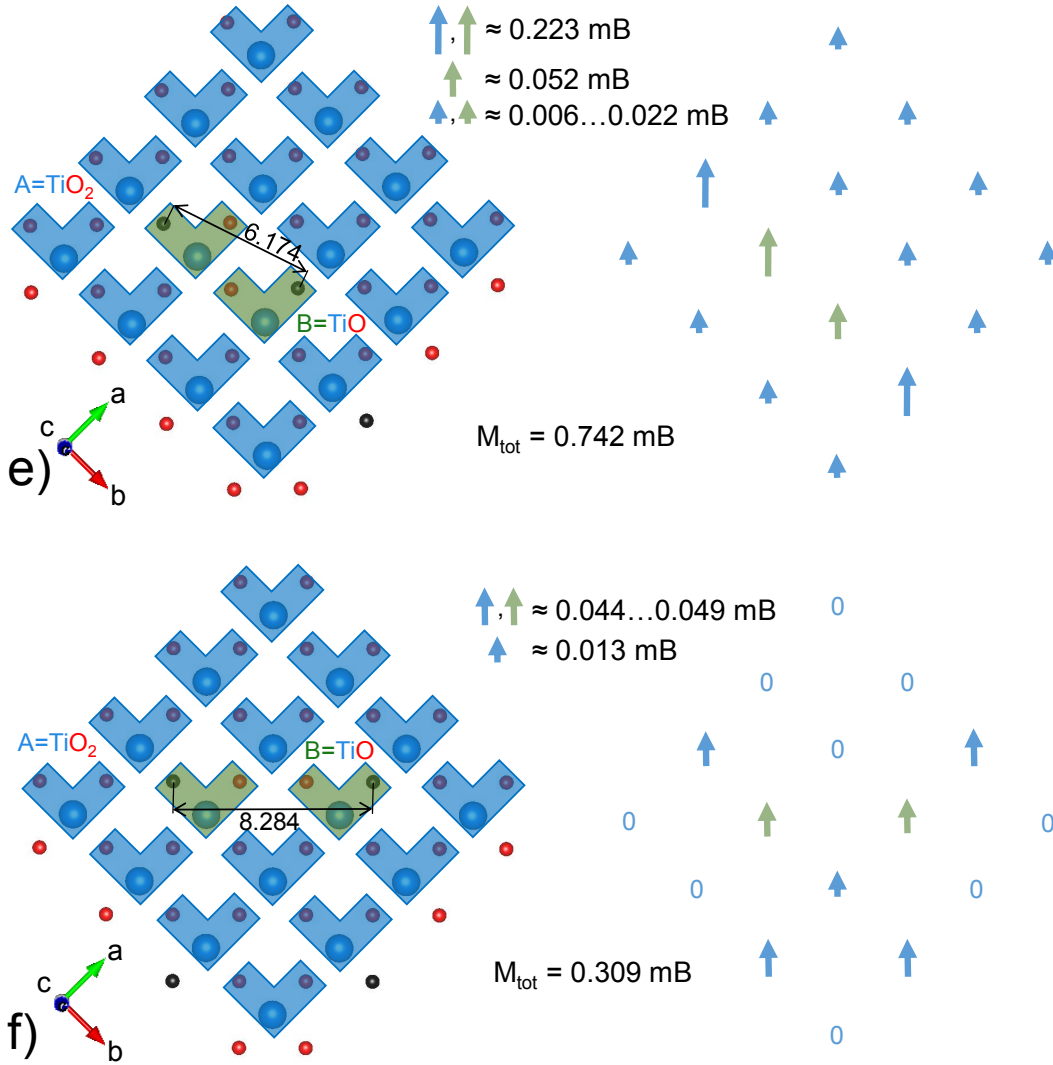 , ≈ 0.223 mB
≈ 0.052 mB
, ≈ 0.006…0.022 mB
A=TiO₂
6.174
B=TiO
a
c
b
e)
Mtot = 0.742 mB
, ≈ 0.044…0.049 mB
≈ 0.013 mB
0
0 0
A=TiO₂
B=TiO
0
8.284
0 0
0 0
a
c
b
f)
Mtot = 0.309 mB
0